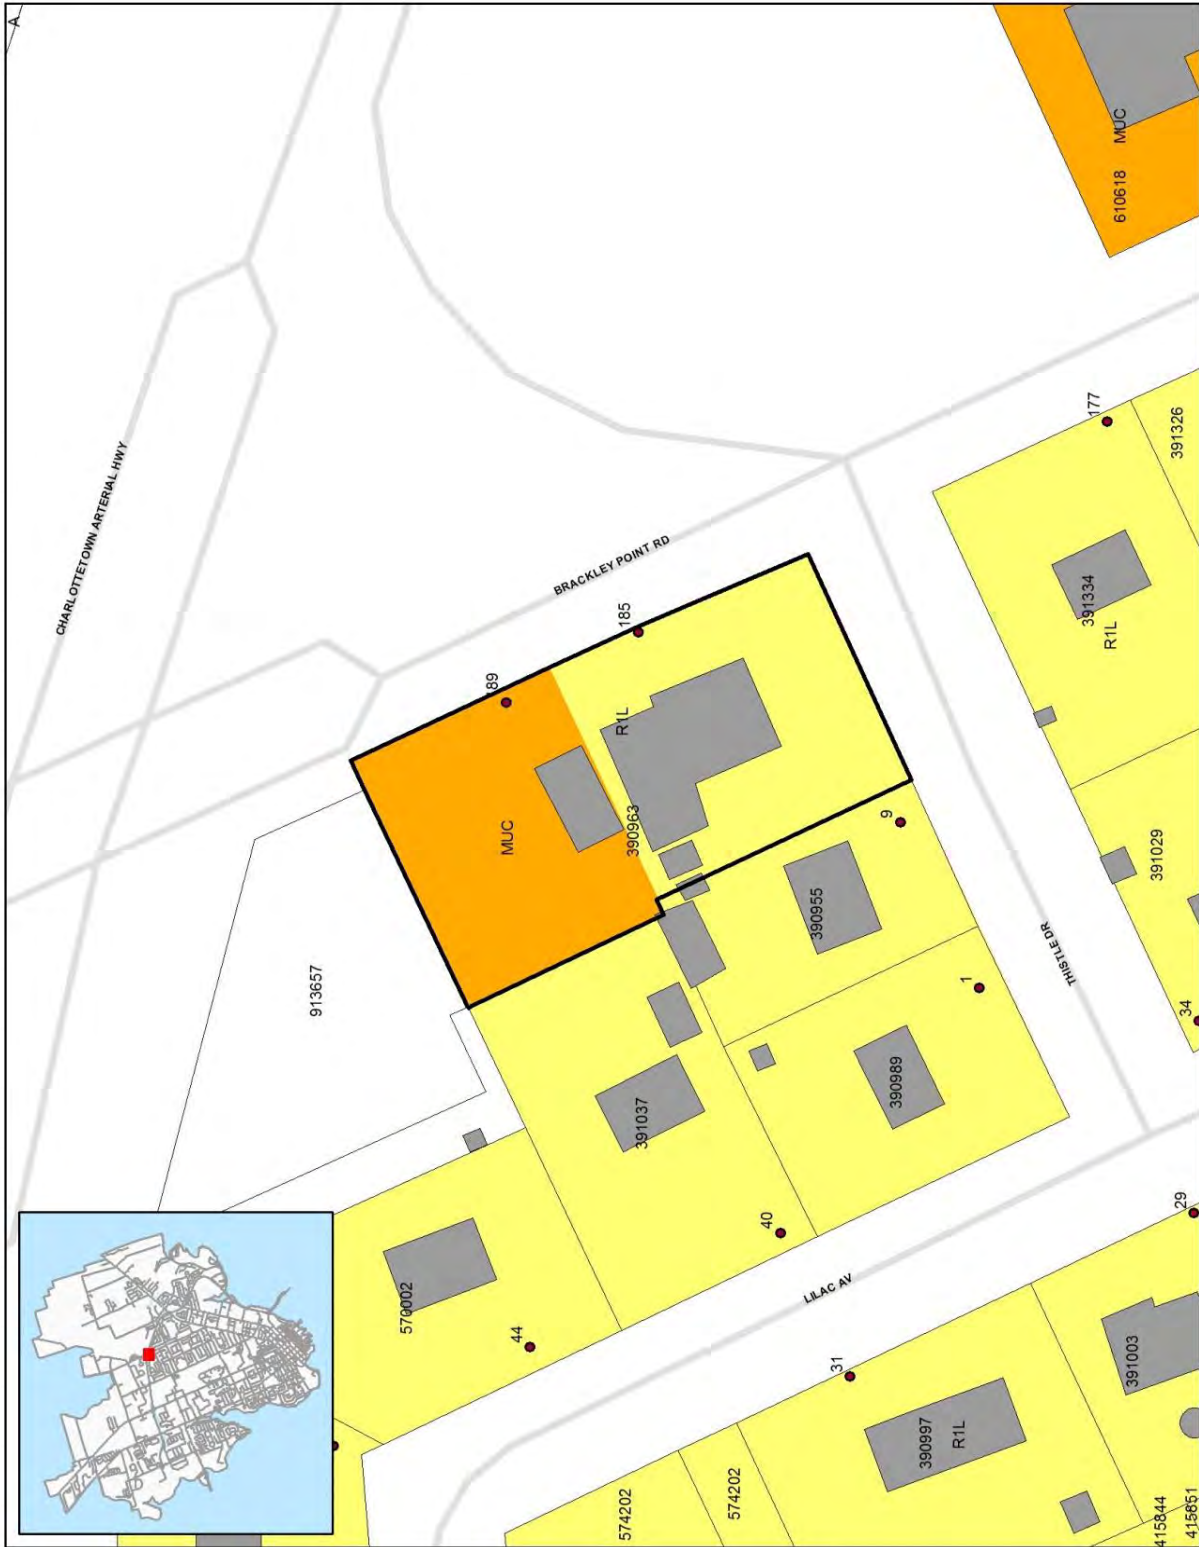 A
CHARLOTTETOWN ARTERIAL HWY
MUC
610618
BRACKLEY POINT RD
177
391326
391334
R1L
185
89
R1L
MUC
390963
9
390955
391029
913657
THISTLE DR
1
34
390989
391037
40
29
LILAC AV
570002
44
31
391003
390997
R1L
574202
574202
415844
415851